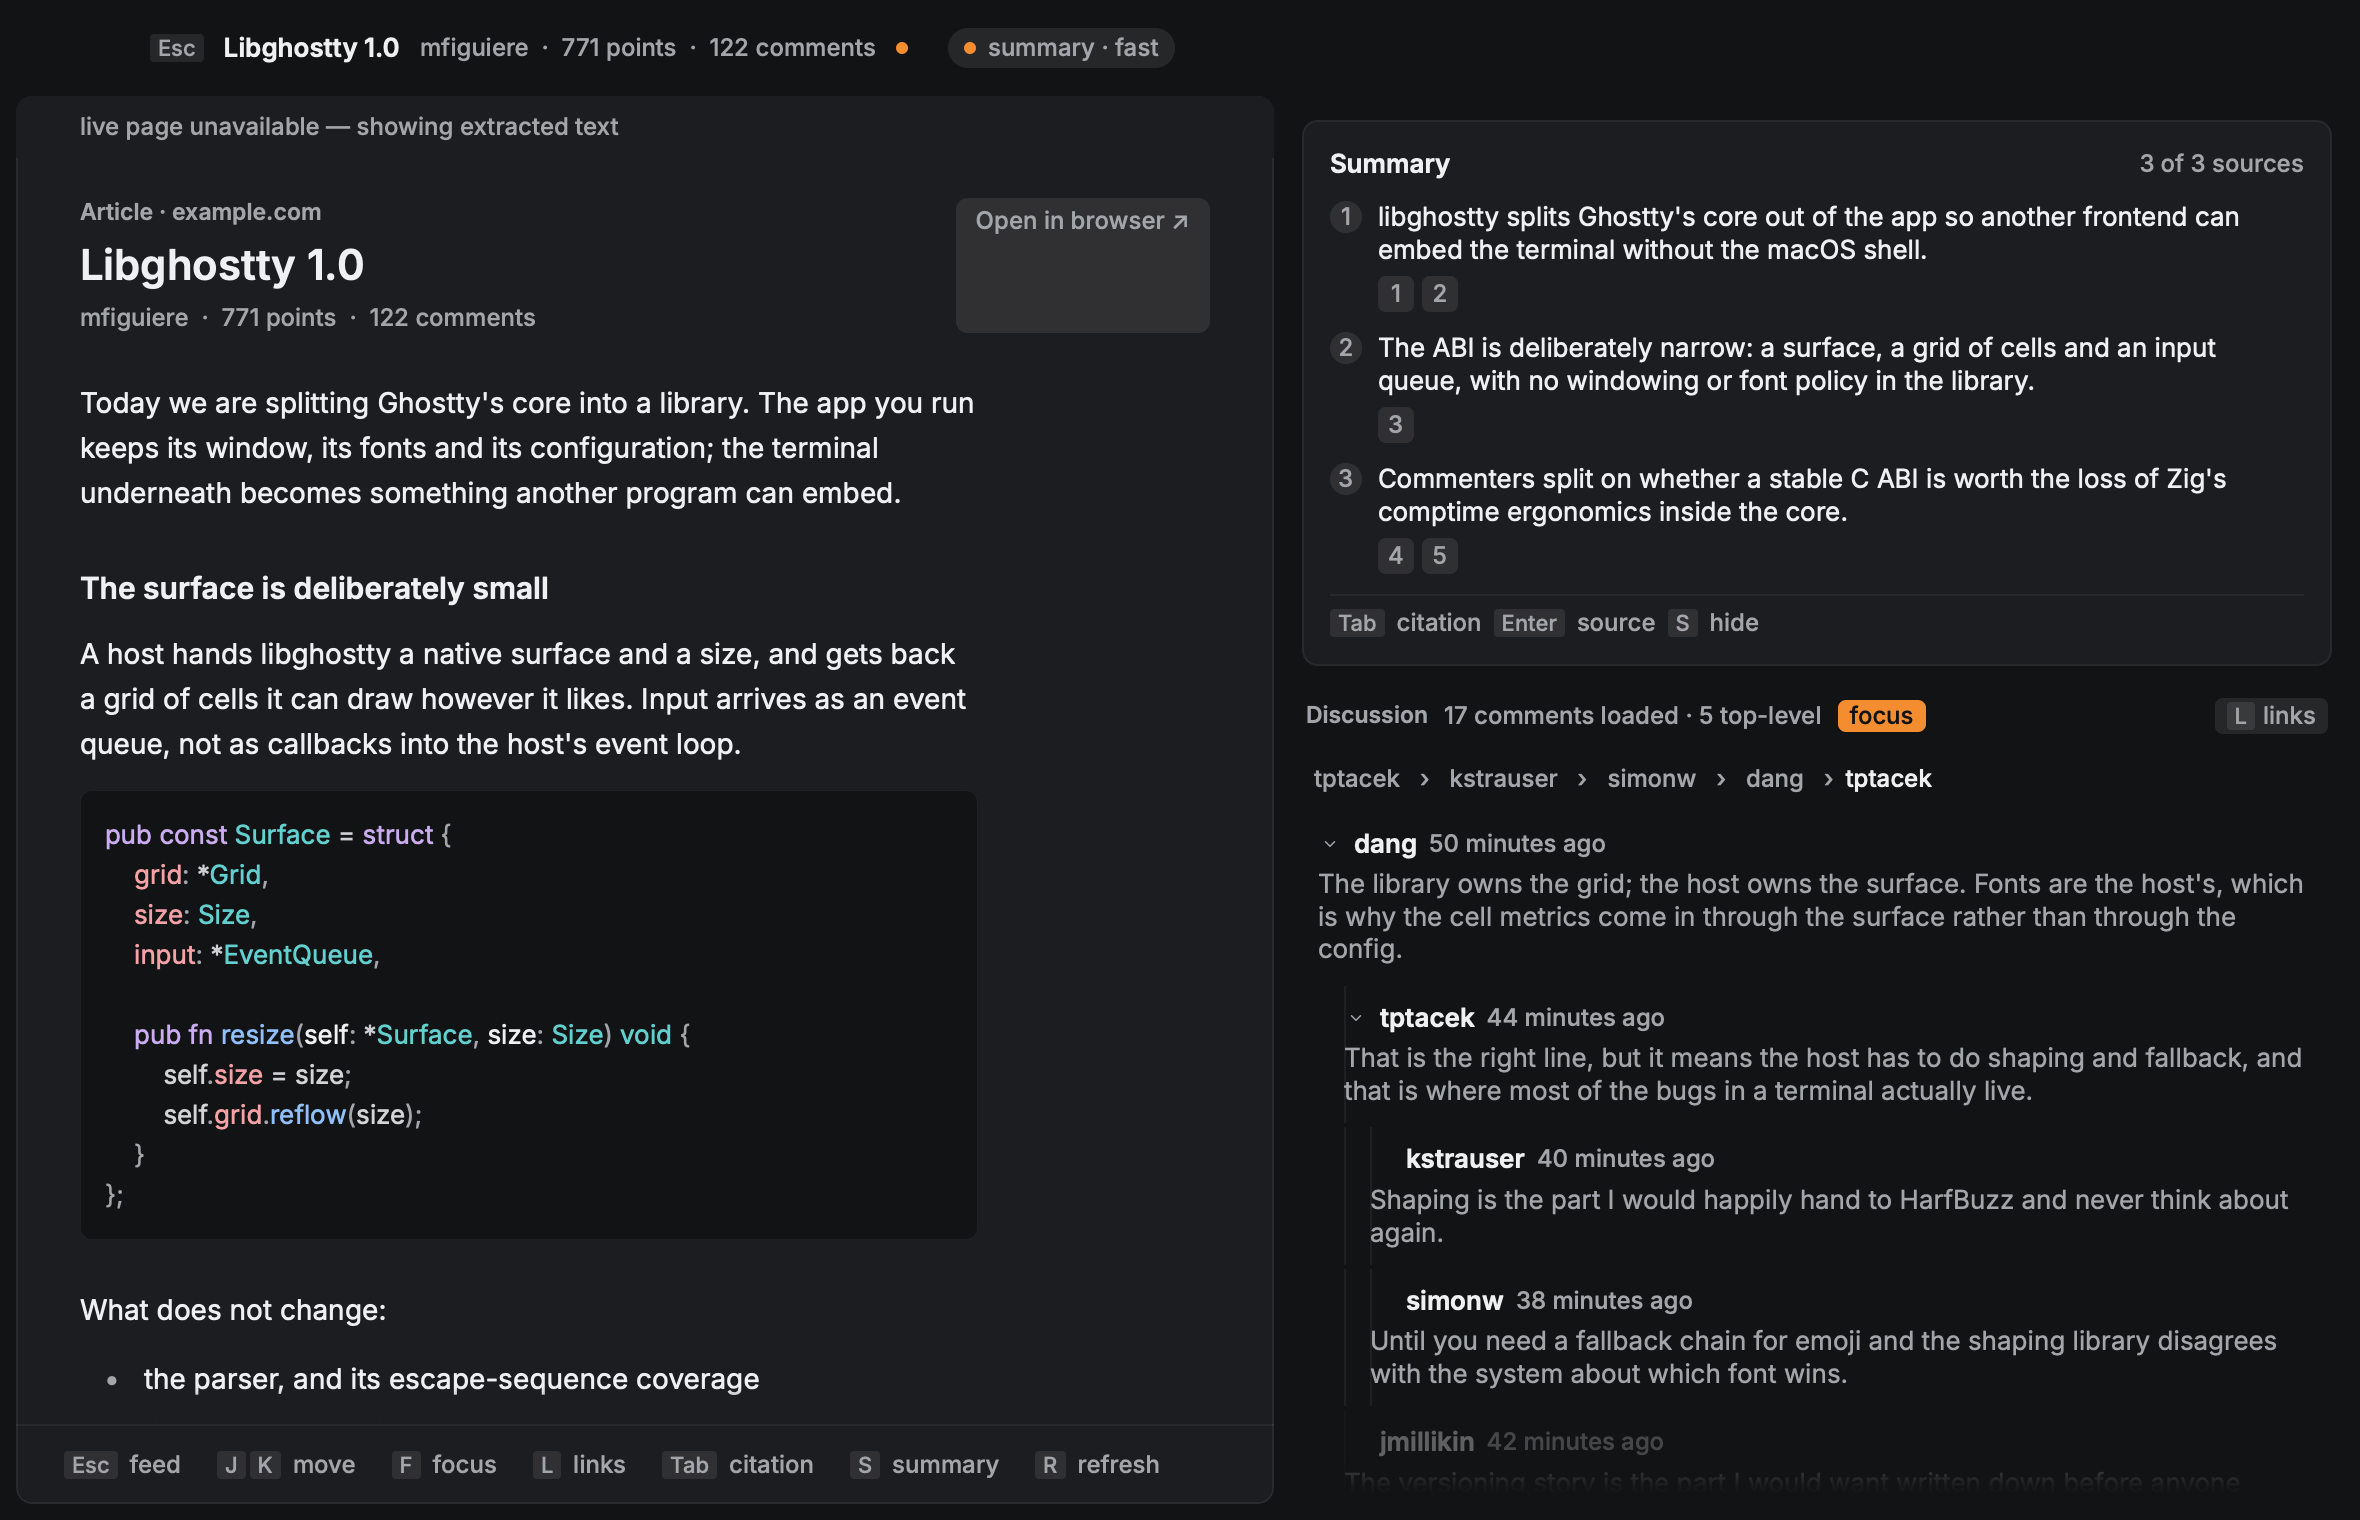 Esc Libghostty 1.0 mfiguiere · 771 points · 122 comments summary · fast
live page unavailable — showing extracted text
Article · example.com
Open in browser ↗
Libghostty 1.0
mfiguiere · 771 points · 122 comments
Today we are splitting Ghostty's core into a library. The app you run
keeps its window, its fonts and its configuration; the terminal
underneath becomes something another program can embed.
The surface is deliberately small
A host hands libghostty a native surface and a size, and gets back
a grid of cells it can draw however it likes. Input arrives as an event
queue, not as callbacks into the host's event loop.
pub const Surface = struct {
    grid: *Grid,
    size: Size,
    input: *EventQueue,
    pub fn resize(self: *Surface, size: Size) void {
        self.size = size;
        self.grid.reflow(size);
    }
};
What does not change:
• the parser, and its escape-sequence coverage
Esc feed J K move F focus L links Tab citation S summary R refresh
Summary 3 of 3 sources
1 libghostty splits Ghostty's core out of the app so another frontend can
embed the terminal without the macOS shell.
1 2
2 The ABI is deliberately narrow: a surface, a grid of cells and an input
queue, with no windowing or font policy in the library.
3
3 Commenters split on whether a stable C ABI is worth the loss of Zig's
comptime ergonomics inside the core.
4 5
Tab citation Enter source S hide
Discussion 17 comments loaded · 5 top-level focus L links
tptacek › kstrauser › simonw › dang › tptacek
dang 50 minutes ago
The library owns the grid; the host owns the surface. Fonts are the host's, which
is why the cell metrics come in through the surface rather than through the
config.
tptacek 44 minutes ago
That is the right line, but it means the host has to do shaping and fallback, and
that is where most of the bugs in a terminal actually live.
kstrauser 40 minutes ago
Shaping is the part I would happily hand to HarfBuzz and never think about
again.
simonw 38 minutes ago
Until you need a fallback chain for emoji and the shaping library disagrees
with the system about which font wins.
jmillikin 42 minutes ago
The versioning story is the part I would want written down before anyone